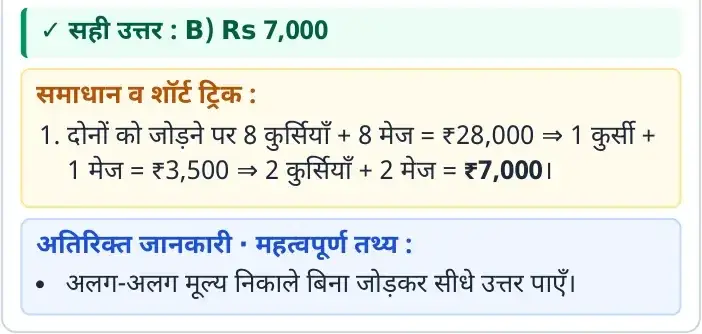 ✓ सही उत्तर : B) Rs 7,000
समाधान व शॉर्ट ट्रिक :
1. दोनों को जोड़ने पर 8 कुर्सियाँ + 8 मेज = ₹28,000 ⇒ 1 कुर्सी +
1 मेज = ₹3,500 ⇒ 2 कुर्सियाँ + 2 मेज = ₹7,000।
अतिरिक्त जानकारी · महत्वपूर्ण तथ्य :
• अलग-अलग मूल्य निकाले बिना जोड़कर सीधे उत्तर पाएँ।